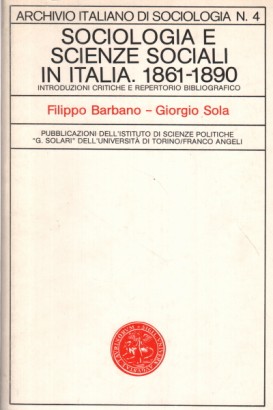 ARCHIVIO ITALIANO DI SOCIOLOGIA N. 4
SOCIOLOGIA E
SCIENZE SOCIALI
IN ITALIA. 1861-1890
INTRODUZIONI CRITICHE E REPERTORIO BIBLIOGRAFICO
Filippo Barbano – Giorgio Sola
PUBBLICAZIONI DELL'ISTITUTO DI SCIENZE POLITICHE
"G. SOLARI" DELL'UNIVERSITÀ DI TORINO/FRANCO ANGELI